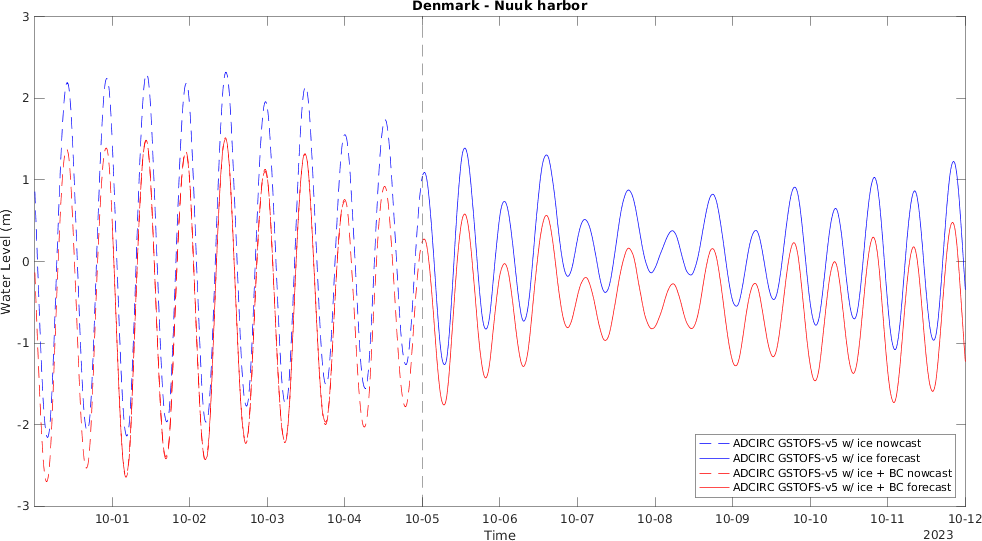 Denmark - Nuuk harbor
3
2
1
0
-1
-2
-3
Water Level (m)
ADCIRC GSTOFS-v5 w/ ice nowcast
ADCIRC GSTOFS-v5 w/ ice forecast
ADCIRC GSTOFS-v5 w/ ice + BC nowcast
ADCIRC GSTOFS-v5 w/ ice + BC forecast
10-01 10-02 10-03 10-04 10-05 10-06 10-07 10-08 10-09 10-10 10-11 10-12
Time
2023